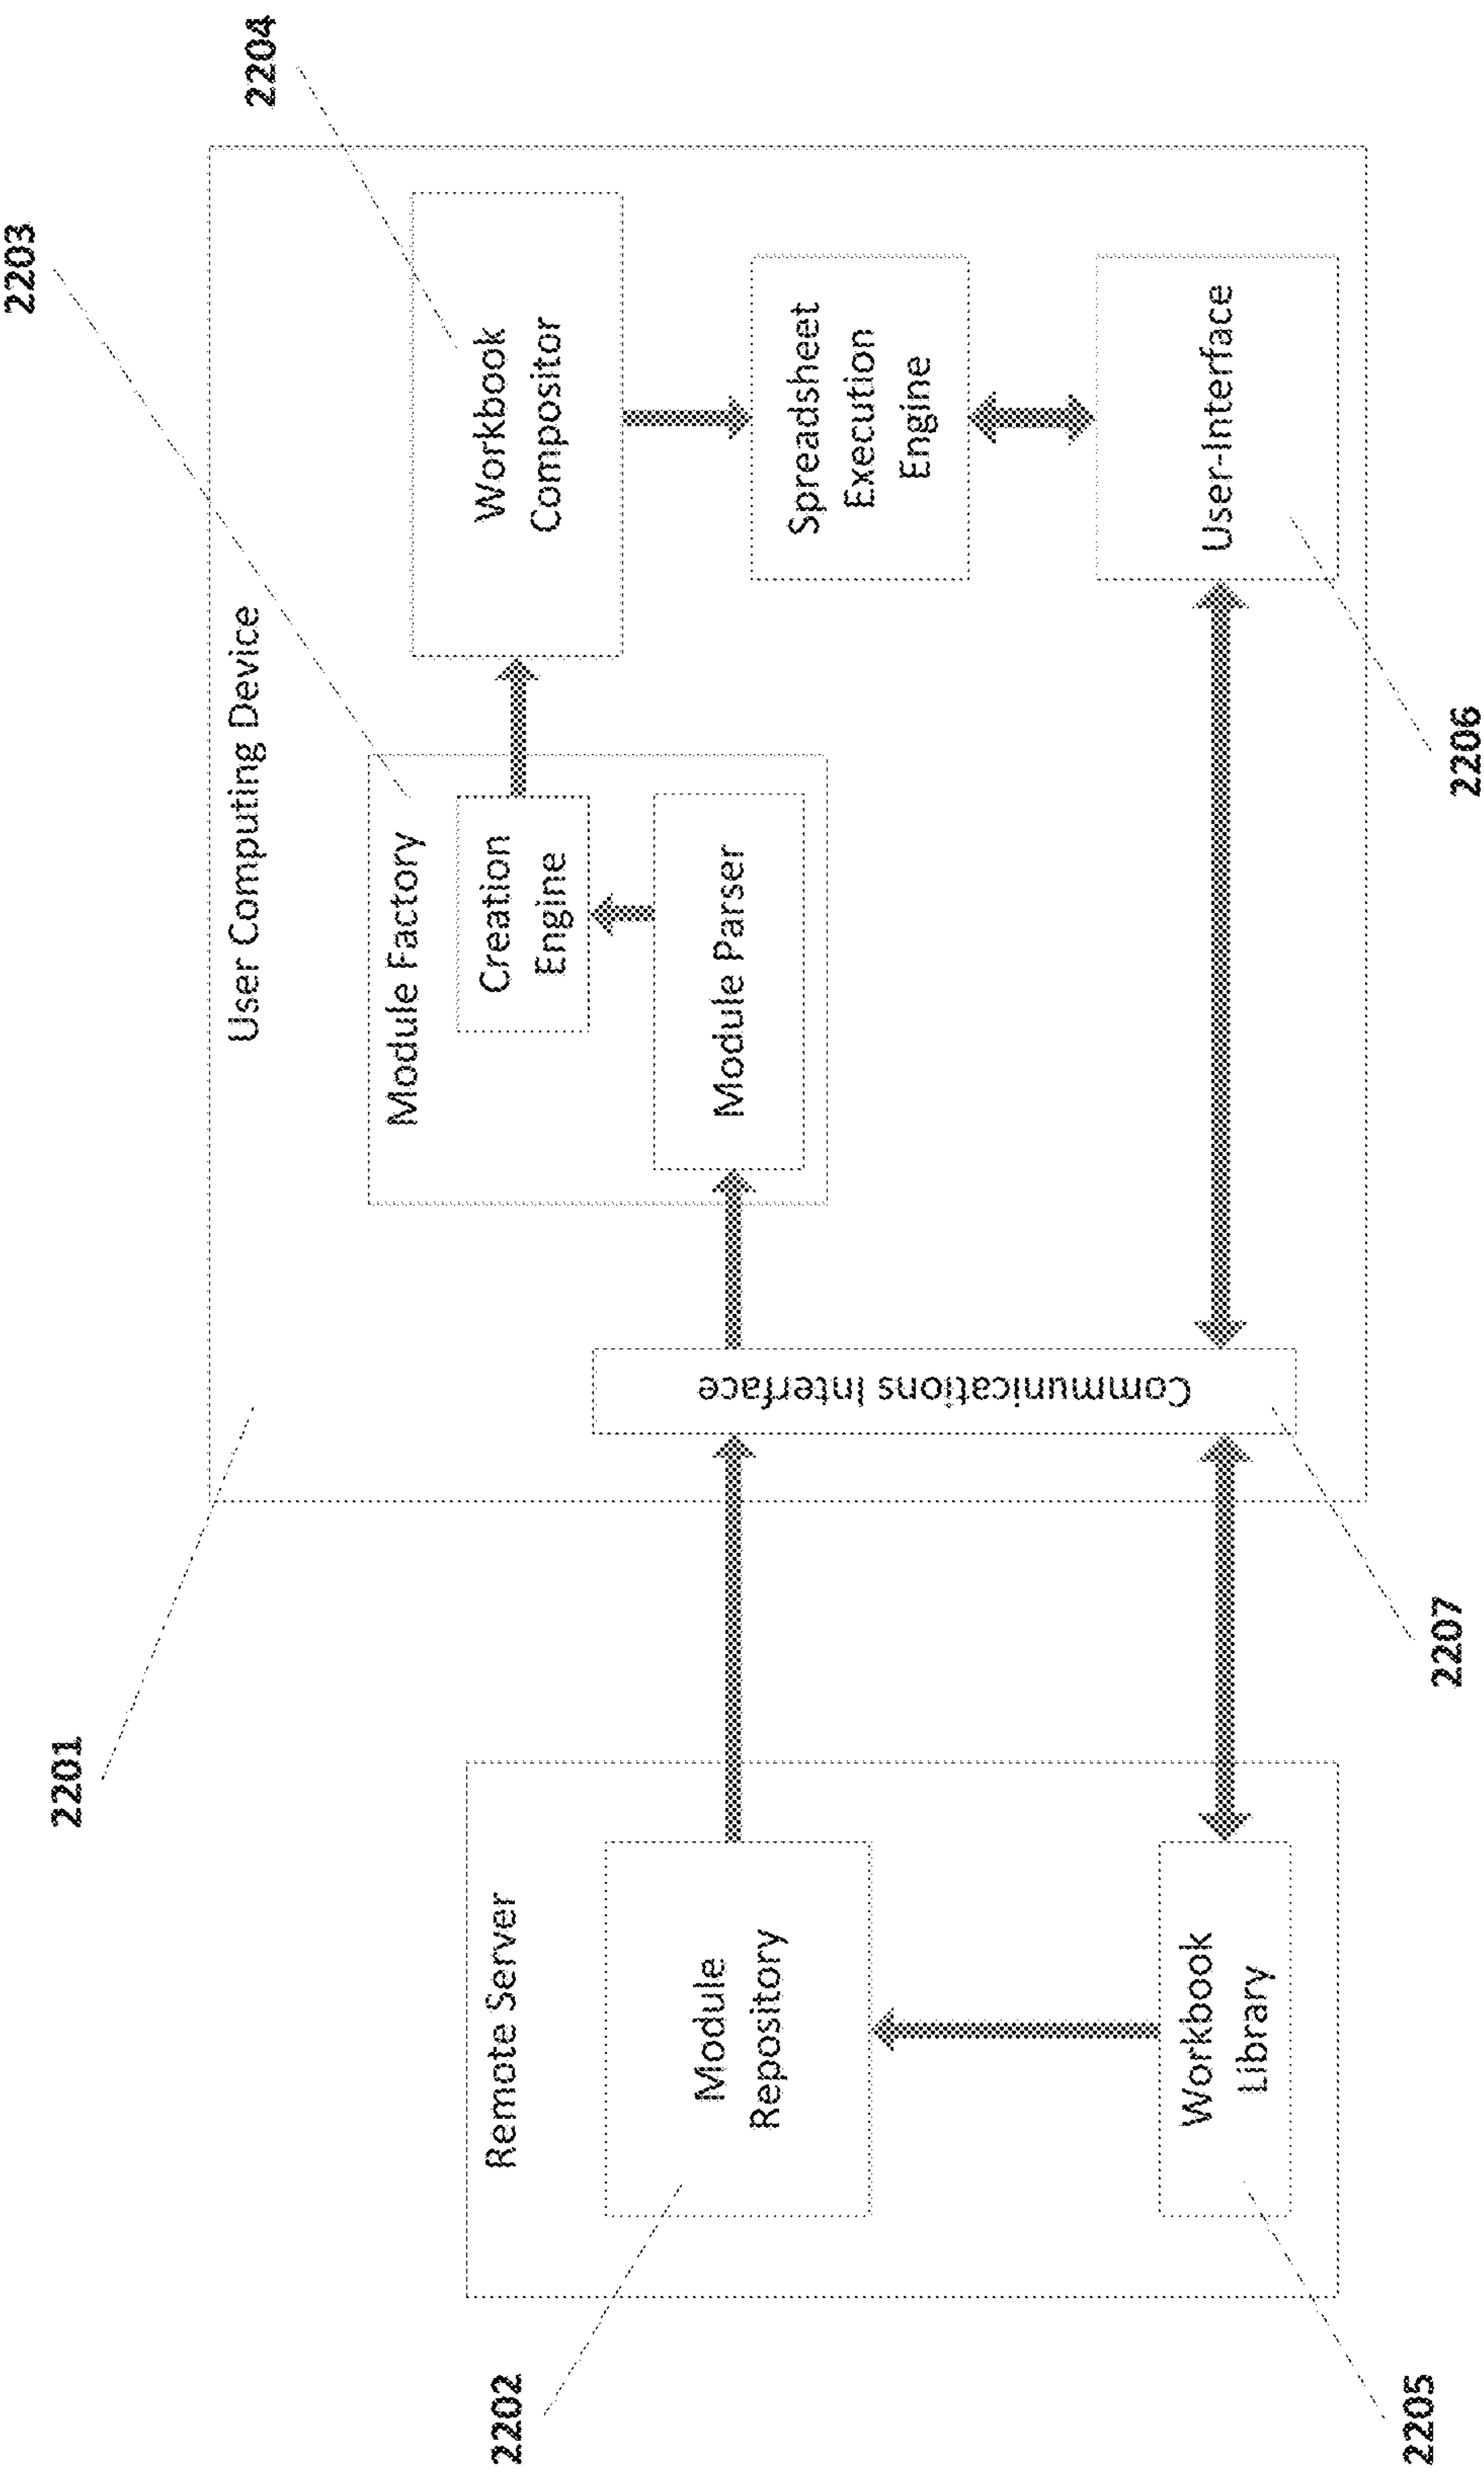 2201
2203
2204
User Computing Device
Remote Server
Module Factory
Creation
Engine
Workbook
Compositor
Module
Repository
Module Parser
Spreadsheet
Execution
Engine
Communications Interface
Workbook
Library
User-Interface
2202
2205
2207
2206